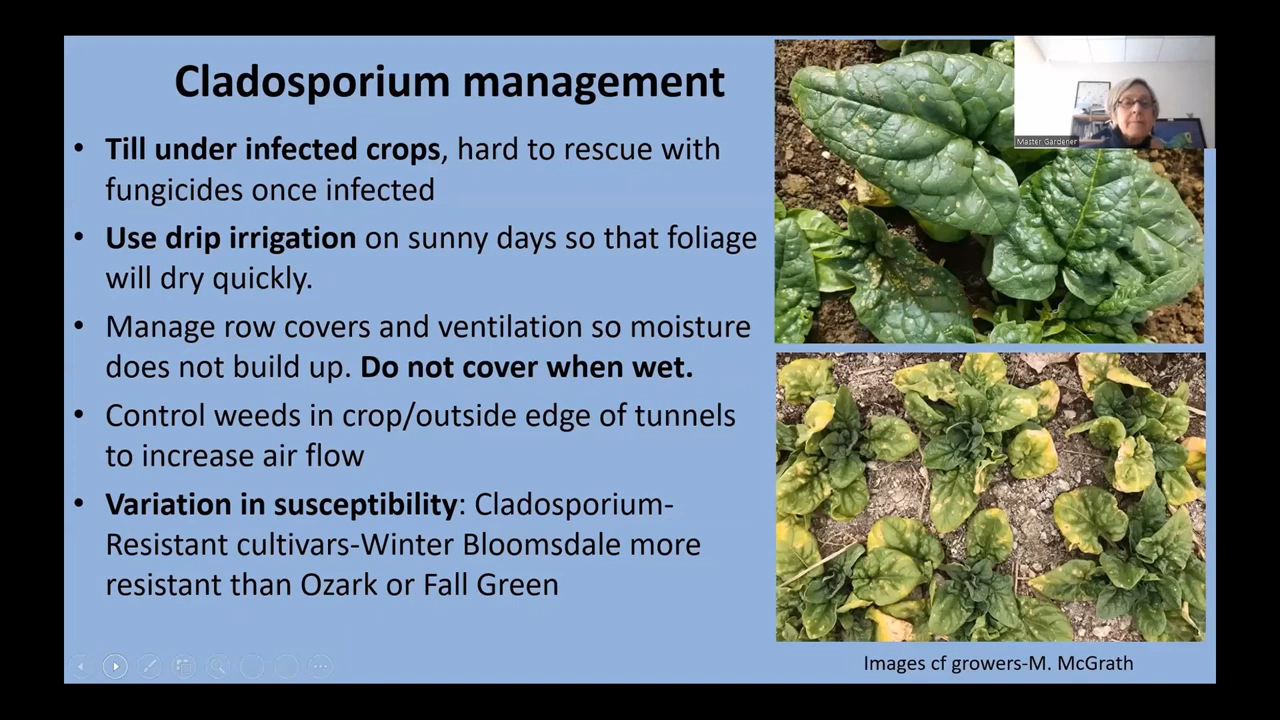 Cladosporium management
Master Gardener
• Till under infected crops, hard to rescue with
fungicides once infected
• Use drip irrigation on sunny days so that foliage
will dry quickly.
• Manage row covers and ventilation so moisture
does not build up. Do not cover when wet.
• Control weeds in crop/outside edge of tunnels
to increase air flow
• Variation in susceptibility: Cladosporium-
Resistant cultivars-Winter Bloomsdale more
resistant than Ozark or Fall Green
Images cf growers-M. McGrath